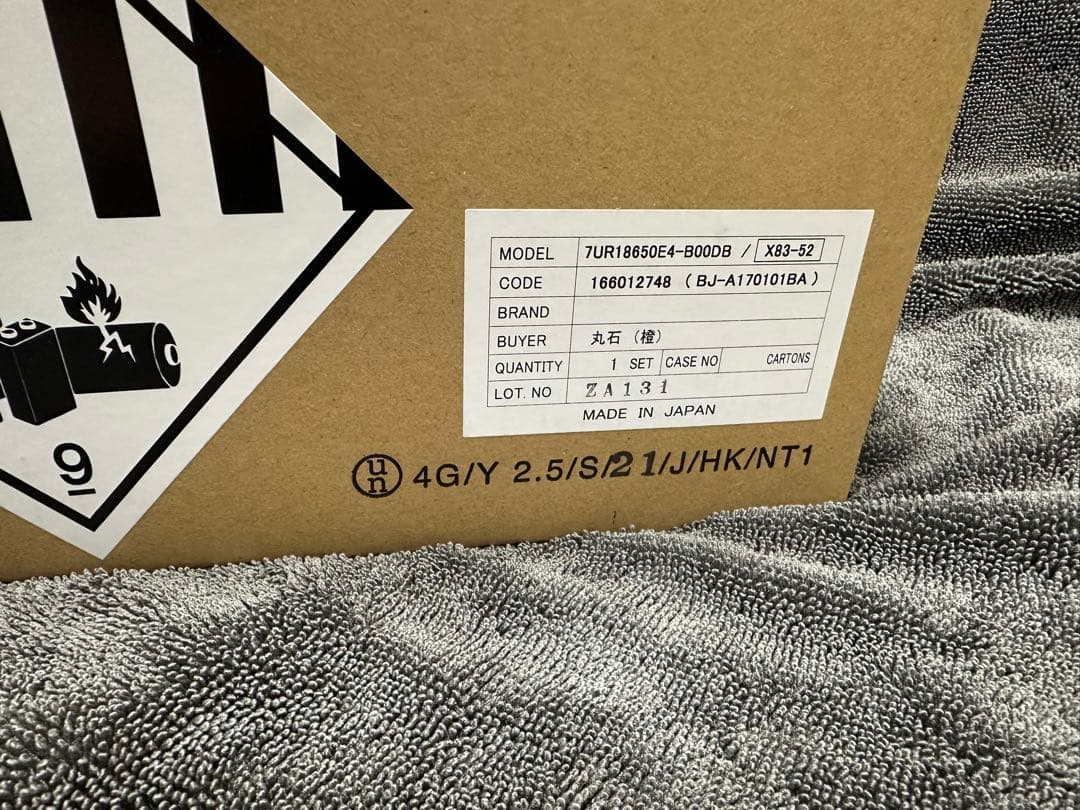 MODEL 7UR18650E4-B00DB / X83-52
CODE 166012748 ( BJ-A170101BA )
BRAND
BUYER 丸石 (橙)
QUANTITY 1 SET CASE NO CARTONS
LOT. NO ZA131
MADE IN JAPAN
9
un 4G/Y 2.5/S/21/J/HK/NT1